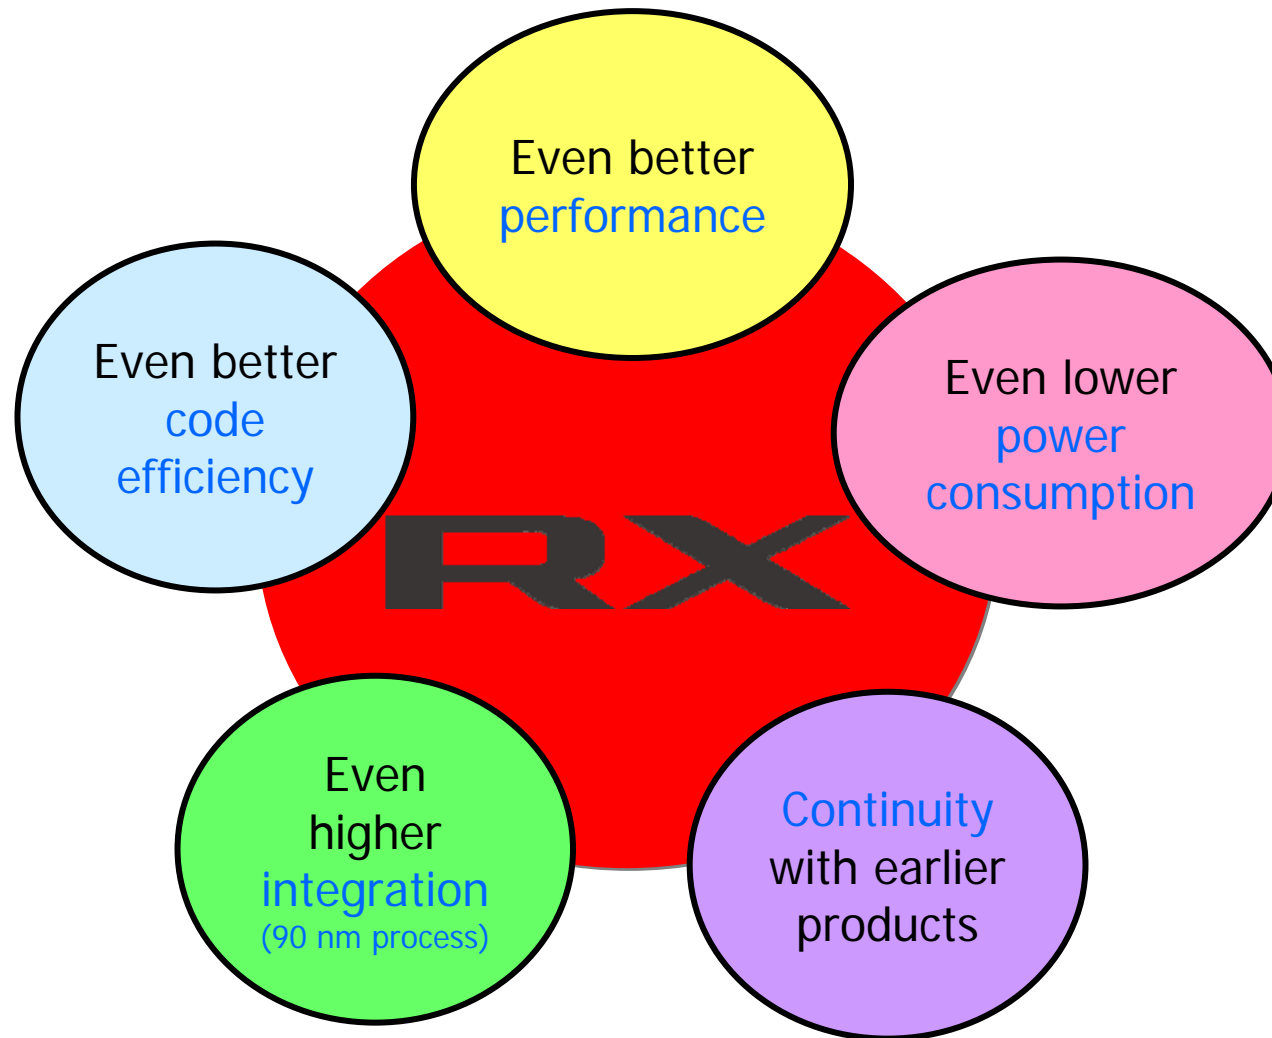 Even better
performance
Even better
code
efficiency
Even lower
power
consumption
RX
Even
higher
integration
(90 nm process)
Continuity
with earlier
products